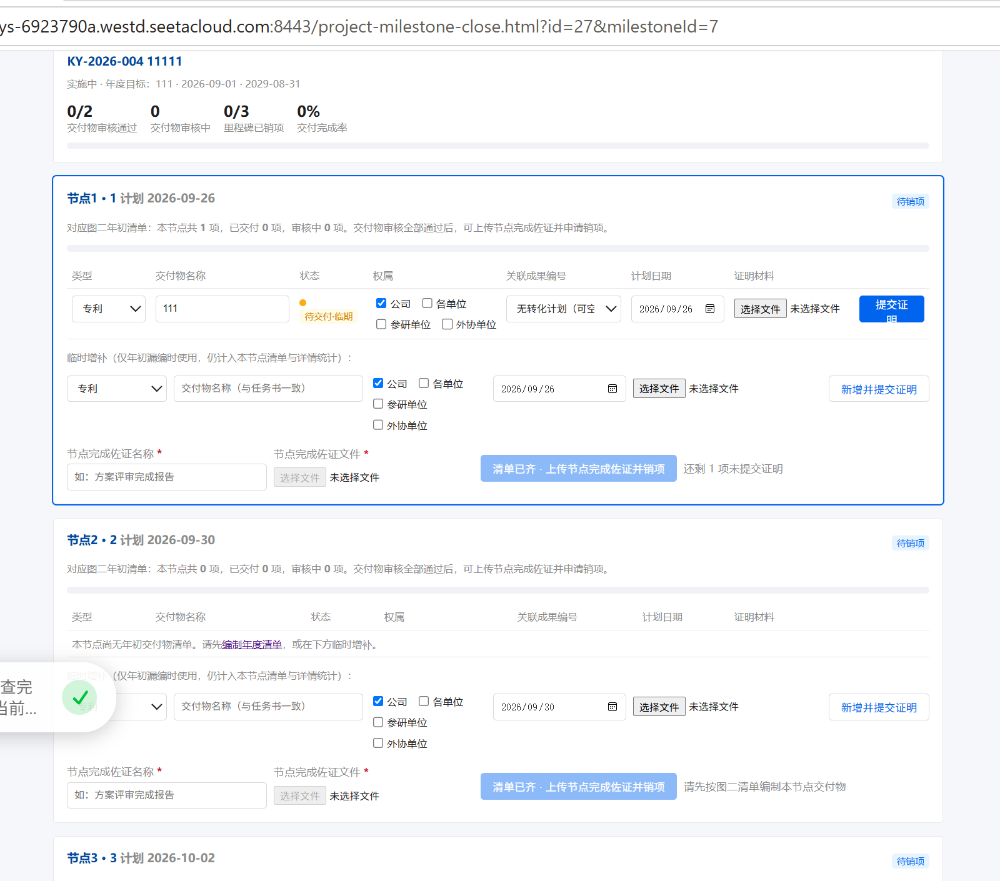 ys-6923790a.westd.seetacloud.com:8443/project-milestone-close.html?id=27&milestoneId=7
KY-2026-004 11111
实施中 · 年度目标：111 · 2026-09-01 · 2029-08-31
0/2 0 0/3 0%
交付物审核通过 交付物审核中 里程碑已销项 交付完成率
节点1 • 1 计划 2026-09-26 待销项
对应图二年初清单：本节点共 1 项，已交付 0 项，审核中 0 项。交付物审核全部通过后，可上传节点完成佐证并申请销项。
类型 交付物名称 状态 权属 关联成果编号 计划日期 证明材料
专利 111 待交付·临期 公司 各单位 无转化计划（可空 2026/09/26 选择文件 未选择文件 提交证明
参研单位 外协单位
临时增补（仅年初漏编时使用，仍计入本节点清单与详情统计）：
专利 交付物名称（与任务书一致） 公司 各单位 2026/09/26 选择文件 未选择文件 新增并提交证明
参研单位
外协单位
节点完成佐证名称 * 节点完成佐证文件 *
如：方案评审完成报告 选择文件 未选择文件 清单已齐 · 上传节点完成佐证并销项 还剩 1 项未提交证明
节点2 • 2 计划 2026-09-30 待销项
对应图二年初清单：本节点共 0 项，已交付 0 项，审核中 0 项。交付物审核全部通过后，可上传节点完成佐证并申请销项。
类型 交付物名称 状态 权属 关联成果编号 计划日期 证明材料
本节点尚无年初交付物清单。请先编制年度清单，或在下方临时增补。
临时增补（仅年初漏编时使用，仍计入本节点清单与详情统计）：
查完
当前...
专利 交付物名称（与任务书一致） 公司 各单位 2026/09/30 选择文件 未选择文件 新增并提交证明
参研单位
外协单位
节点完成佐证名称 * 节点完成佐证文件 *
如：方案评审完成报告 选择文件 未选择文件 清单已齐 · 上传节点完成佐证并销项 请先按图二清单编制本节点交付物
节点3 • 3 计划 2026-10-02 待销项